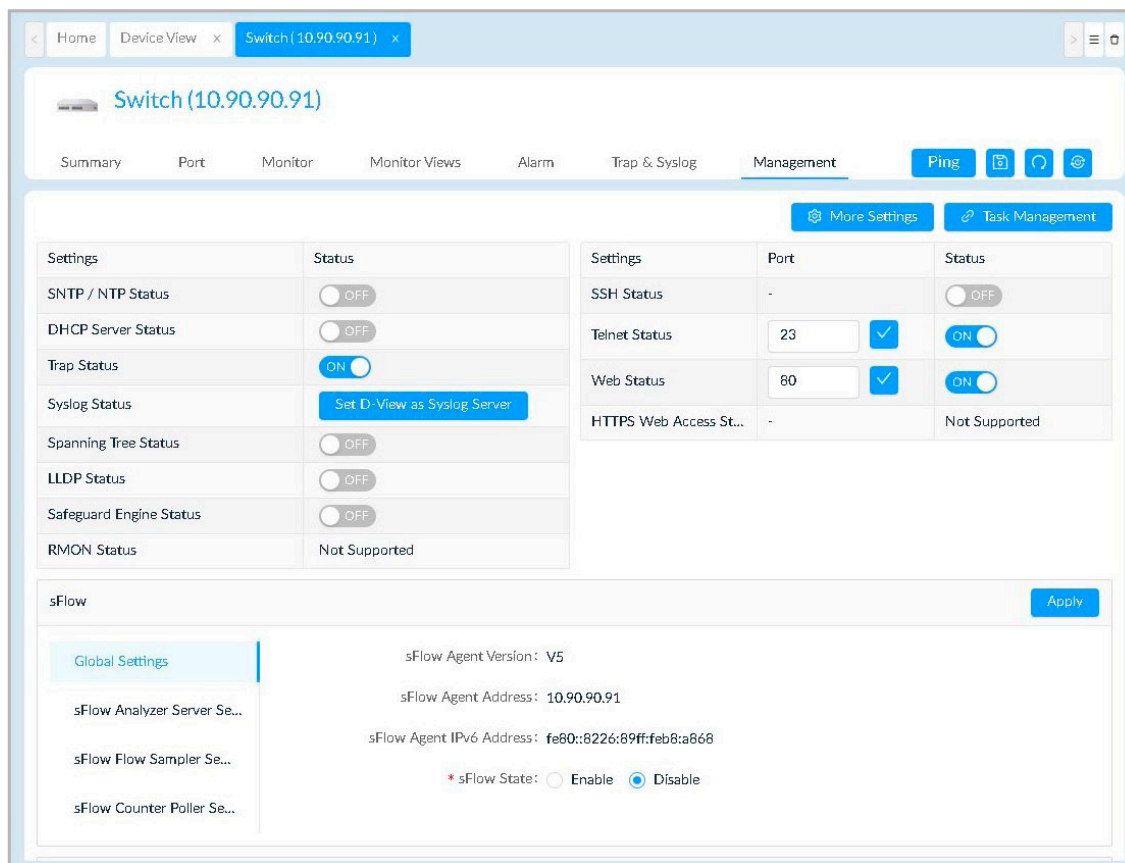 Home Device View x Switch (10.90.90.91) x
Switch (10.90.90.91)
Summary Port Monitor Monitor Views Alarm Trap & Syslog Management Ping
More Settings Task Management
Settings Status
SNTP / NTP Status OFF
DHCP Server Status OFF
Trap Status ON
Syslog Status Set D-View as Syslog Server
Spanning Tree Status OFF
LLDP Status OFF
Safeguard Engine Status OFF
RMON Status Not Supported
Settings Port Status
SSH Status - OFF
Telnet Status 23 ON
Web Status 80 ON
HTTPS Web Access St... - Not Supported
sFlow Apply
Global Settings
sFlow Analyzer Server Se...
sFlow Flow Sampler Se...
sFlow Counter Poller Se...
sFlow Agent Version: V5
sFlow Agent Address: 10.90.90.91
sFlow Agent IPv6 Address: fe80::8226:89ff:feb8:a868
* sFlow State: Enable Disable